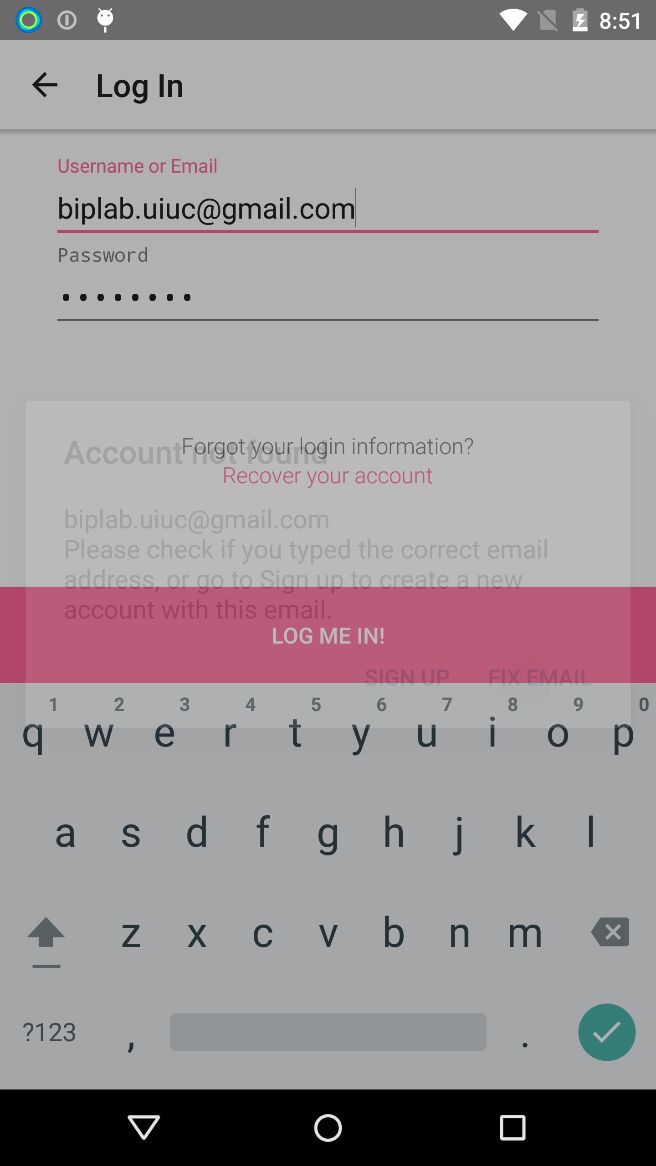 8:51
Log In
Username or Email
biplab.uiuc@gmail.com
Password
Forgot your login information?
Account not found
Recover your account
biplab.uiuc@gmail.com
Please check if you typed the correct email
address, or go to Sign up to create a new
account with this email.
LOG ME IN!
SIGN UP FIX EMAIL
1 2 3 4 5 6 7 8 9 0
q w e r t y u i o p
a s d f g h j k l
z x c v b n m
?123 , .